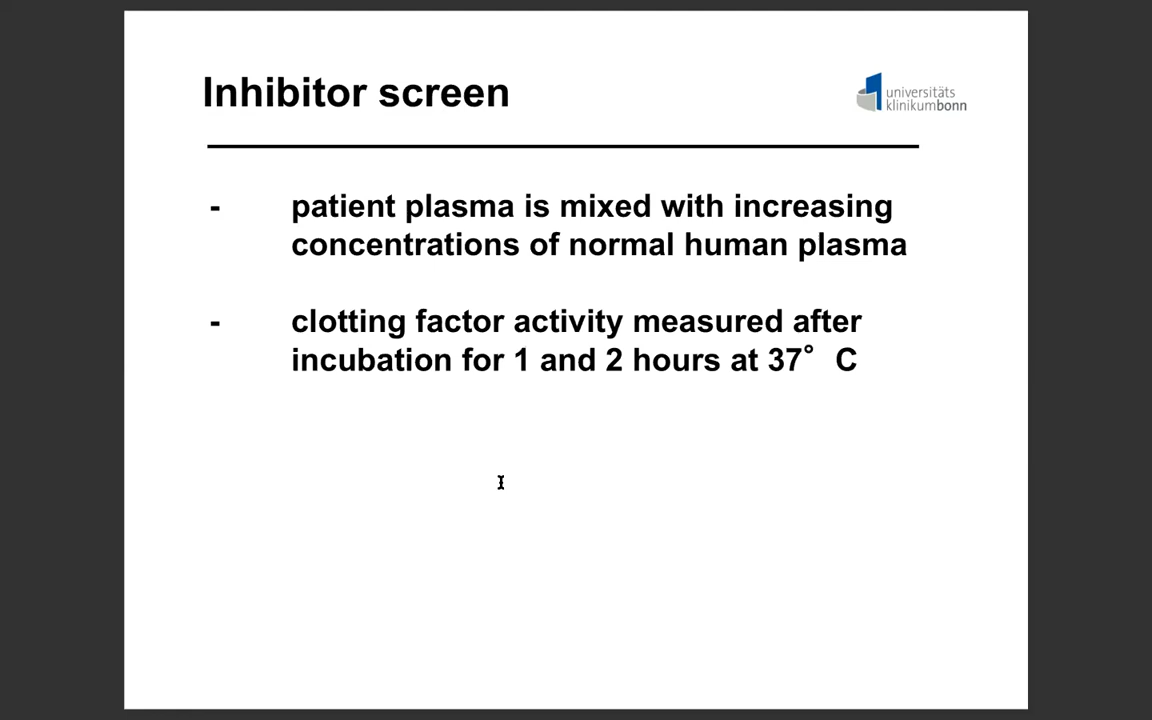 Inhibitor screen
universitäts
klinikumbonn
- patient plasma is mixed with increasing
concentrations of normal human plasma
- clotting factor activity measured after
incubation for 1 and 2 hours at 37° C